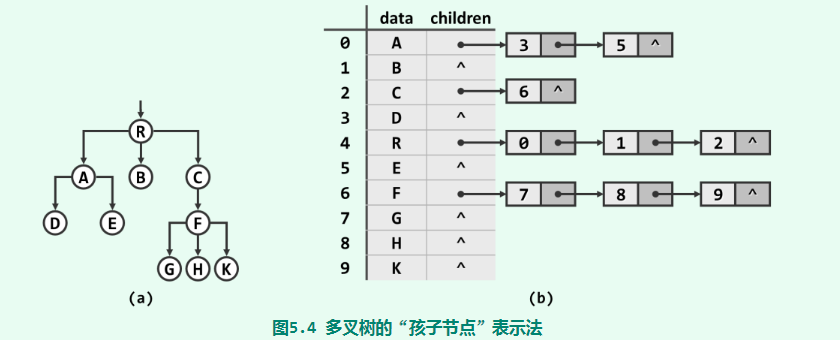 data children
0 A 3 5 ^
1 B ^
2 C 6 ^
3 D ^
4 R 0 1 2 ^
5 E ^
6 F 7 8 9 ^
7 G ^
8 H ^
9 K ^
R
A B C
D E F
G H K
(a) (b)
图5.4 多叉树的“孩子节点”表示法